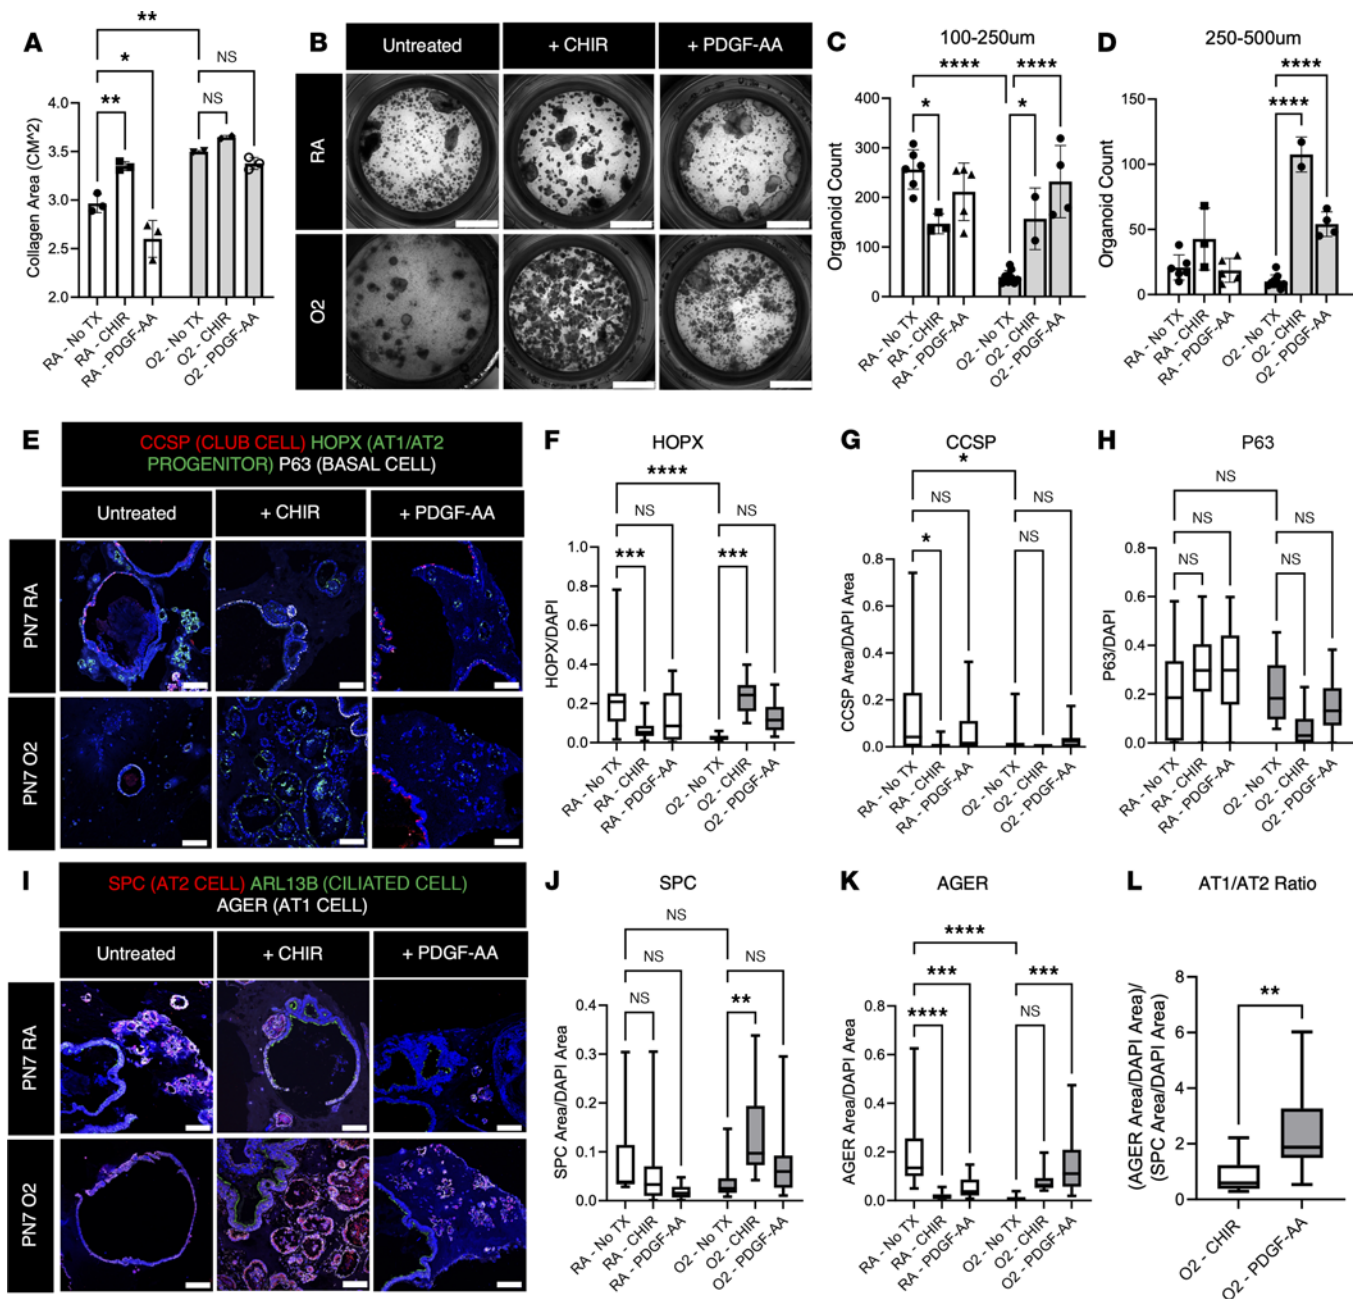 A
**
*
NS
**
NS
Collagen Area (CM^2)
4.0
3.5
3.0
2.5
2.0
RA - No TX
RA - CHIR
RA - PDGF-AA
O2 - No TX
O2 - CHIR
O2 - PDGF-AA
B
Untreated
+ CHIR
+ PDGF-AA
RA
O2
C
100-250um
****
****
*
*
Organoid Count
400
300
200
100
0
RA - No TX
RA - CHIR
RA - PDGF-AA
O2 - No TX
O2 - CHIR
O2 - PDGF-AA
D
250-500um
****
****
Organoid Count
150
100
50
0
RA - No TX
RA - CHIR
RA - PDGF-AA
O2 - No TX
O2 - CHIR
O2 - PDGF-AA
E
CCSP (CLUB CELL) HOPX (AT1/AT2
PROGENITOR) P63 (BASAL CELL)
Untreated
+ CHIR
+ PDGF-AA
PN7 RA
PN7 O2
F
HOPX
****
NS
NS
***
***
HOPX/DAPI
1.0
0.8
0.6
0.4
0.2
0.0
RA - No TX
RA - CHIR
RA - PDGF-AA
O2 - No TX
O2 - CHIR
O2 - PDGF-AA
G
CCSP
*
NS
NS
*
NS
CCSP Area/DAPI Area
0.8
0.6
0.4
0.2
0.0
RA - No TX
RA - CHIR
RA - PDGF-AA
O2 - No TX
O2 - CHIR
O2 - PDGF-AA
H
P63
NS
NS
NS
NS
NS
P63/DAPI
0.8
0.6
0.4
0.2
0.0
RA - No TX
RA - CHIR
RA - PDGF-AA
O2 - No TX
O2 - CHIR
O2 - PDGF-AA
I
SPC (AT2 CELL) ARL13B (CILIATED CELL)
AGER (AT1 CELL)
Untreated
+ CHIR
+ PDGF-AA
PN7 RA
PN7 O2
J
SPC
NS
NS
NS
NS
**
SPC Area/DAPI Area
0.4
0.3
0.2
0.1
0.0
RA - No TX
RA - CHIR
RA - PDGF-AA
O2 - No TX
O2 - CHIR
O2 - PDGF-AA
K
AGER
****
***
***
****
NS
AGER Area/DAPI Area
0.8
0.6
0.4
0.2
0.0
RA - No TX
RA - CHIR
RA - PDGF-AA
O2 - No TX
O2 - CHIR
O2 - PDGF-AA
L
AT1/AT2 Ratio
**
(AGER Area/DAPI Area)/
(SPC Area/DAPI Area)
8
6
4
2
0
O2 - CHIR
O2 - PDGF-AA